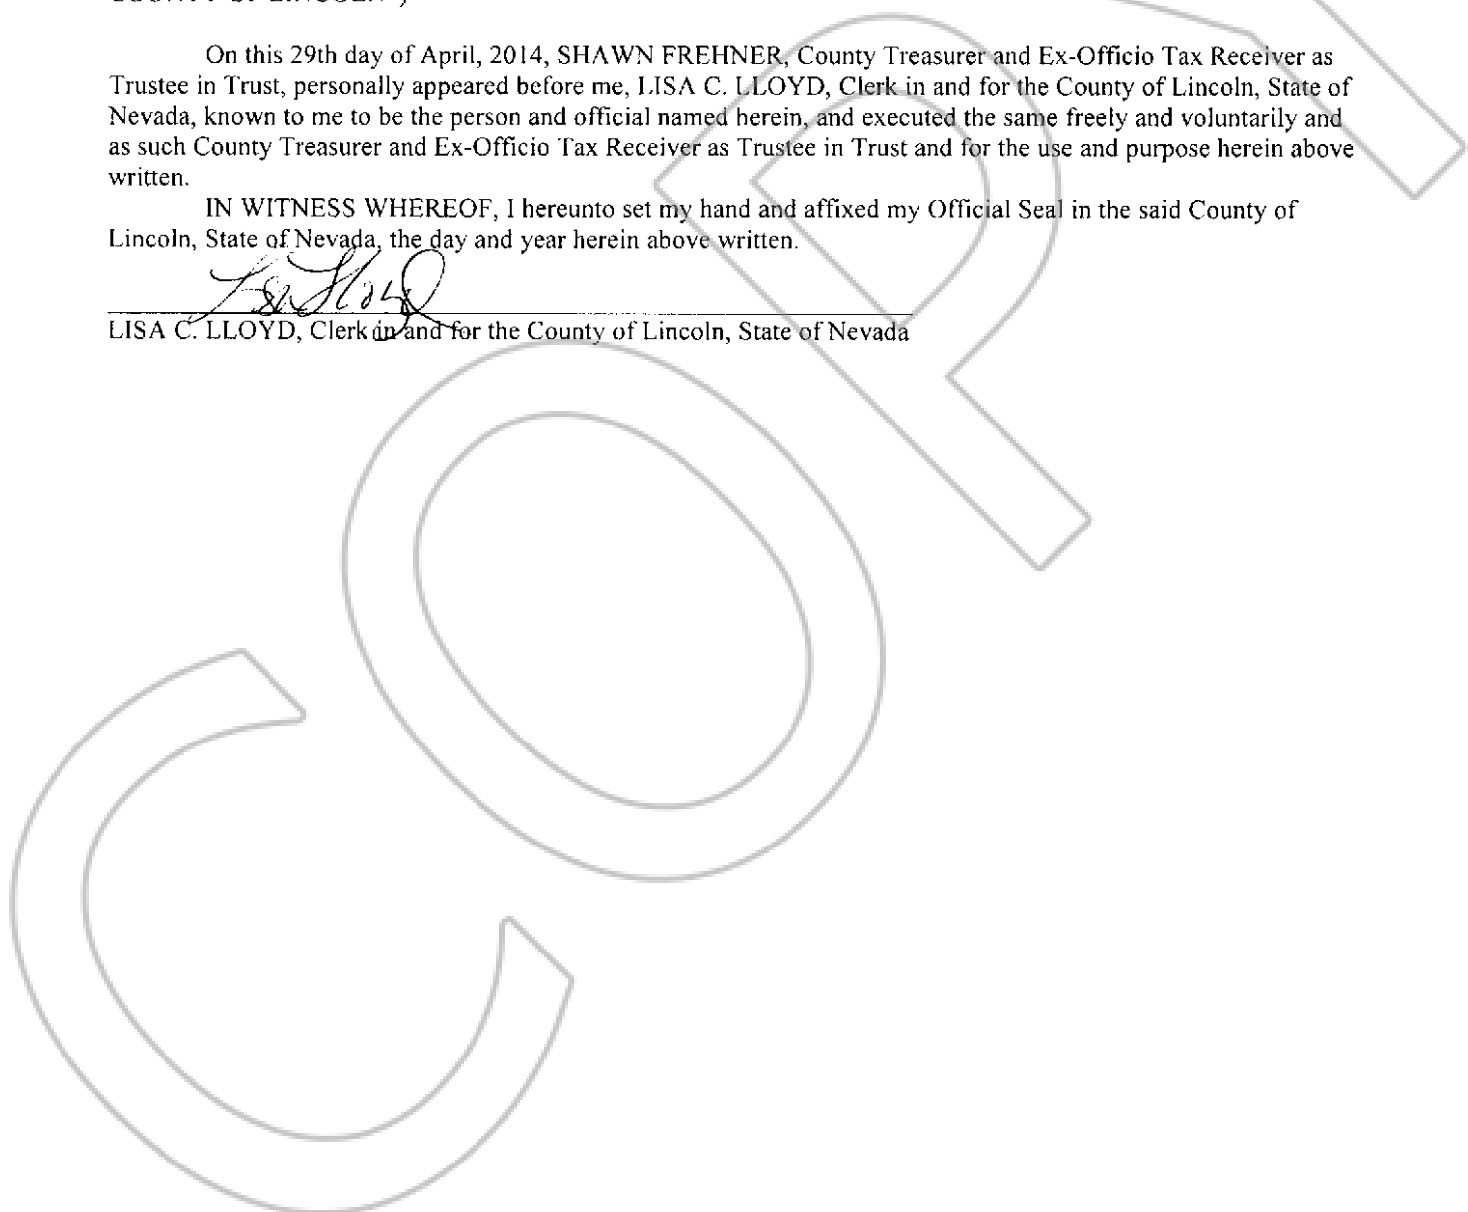 On this 29th day of April, 2014, SHAWN FREHNER, County Treasurer and Ex-Officio Tax Receiver as
Trustee in Trust, personally appeared before me, LISA C. LLOYD, Clerk in and for the County of Lincoln, State of
Nevada, known to me to be the person and official named herein, and executed the same freely and voluntarily and
as such County Treasurer and Ex-Officio Tax Receiver as Trustee in Trust and for the use and purpose herein above
written.
IN WITNESS WHEREOF, I hereunto set my hand and affixed my Official Seal in the said County of
Lincoln, State of Nevada, the day and year herein above written.
Lisa Lloyd
LISA C. LLOYD, Clerk in and for the County of Lincoln, State of Nevada
COPY